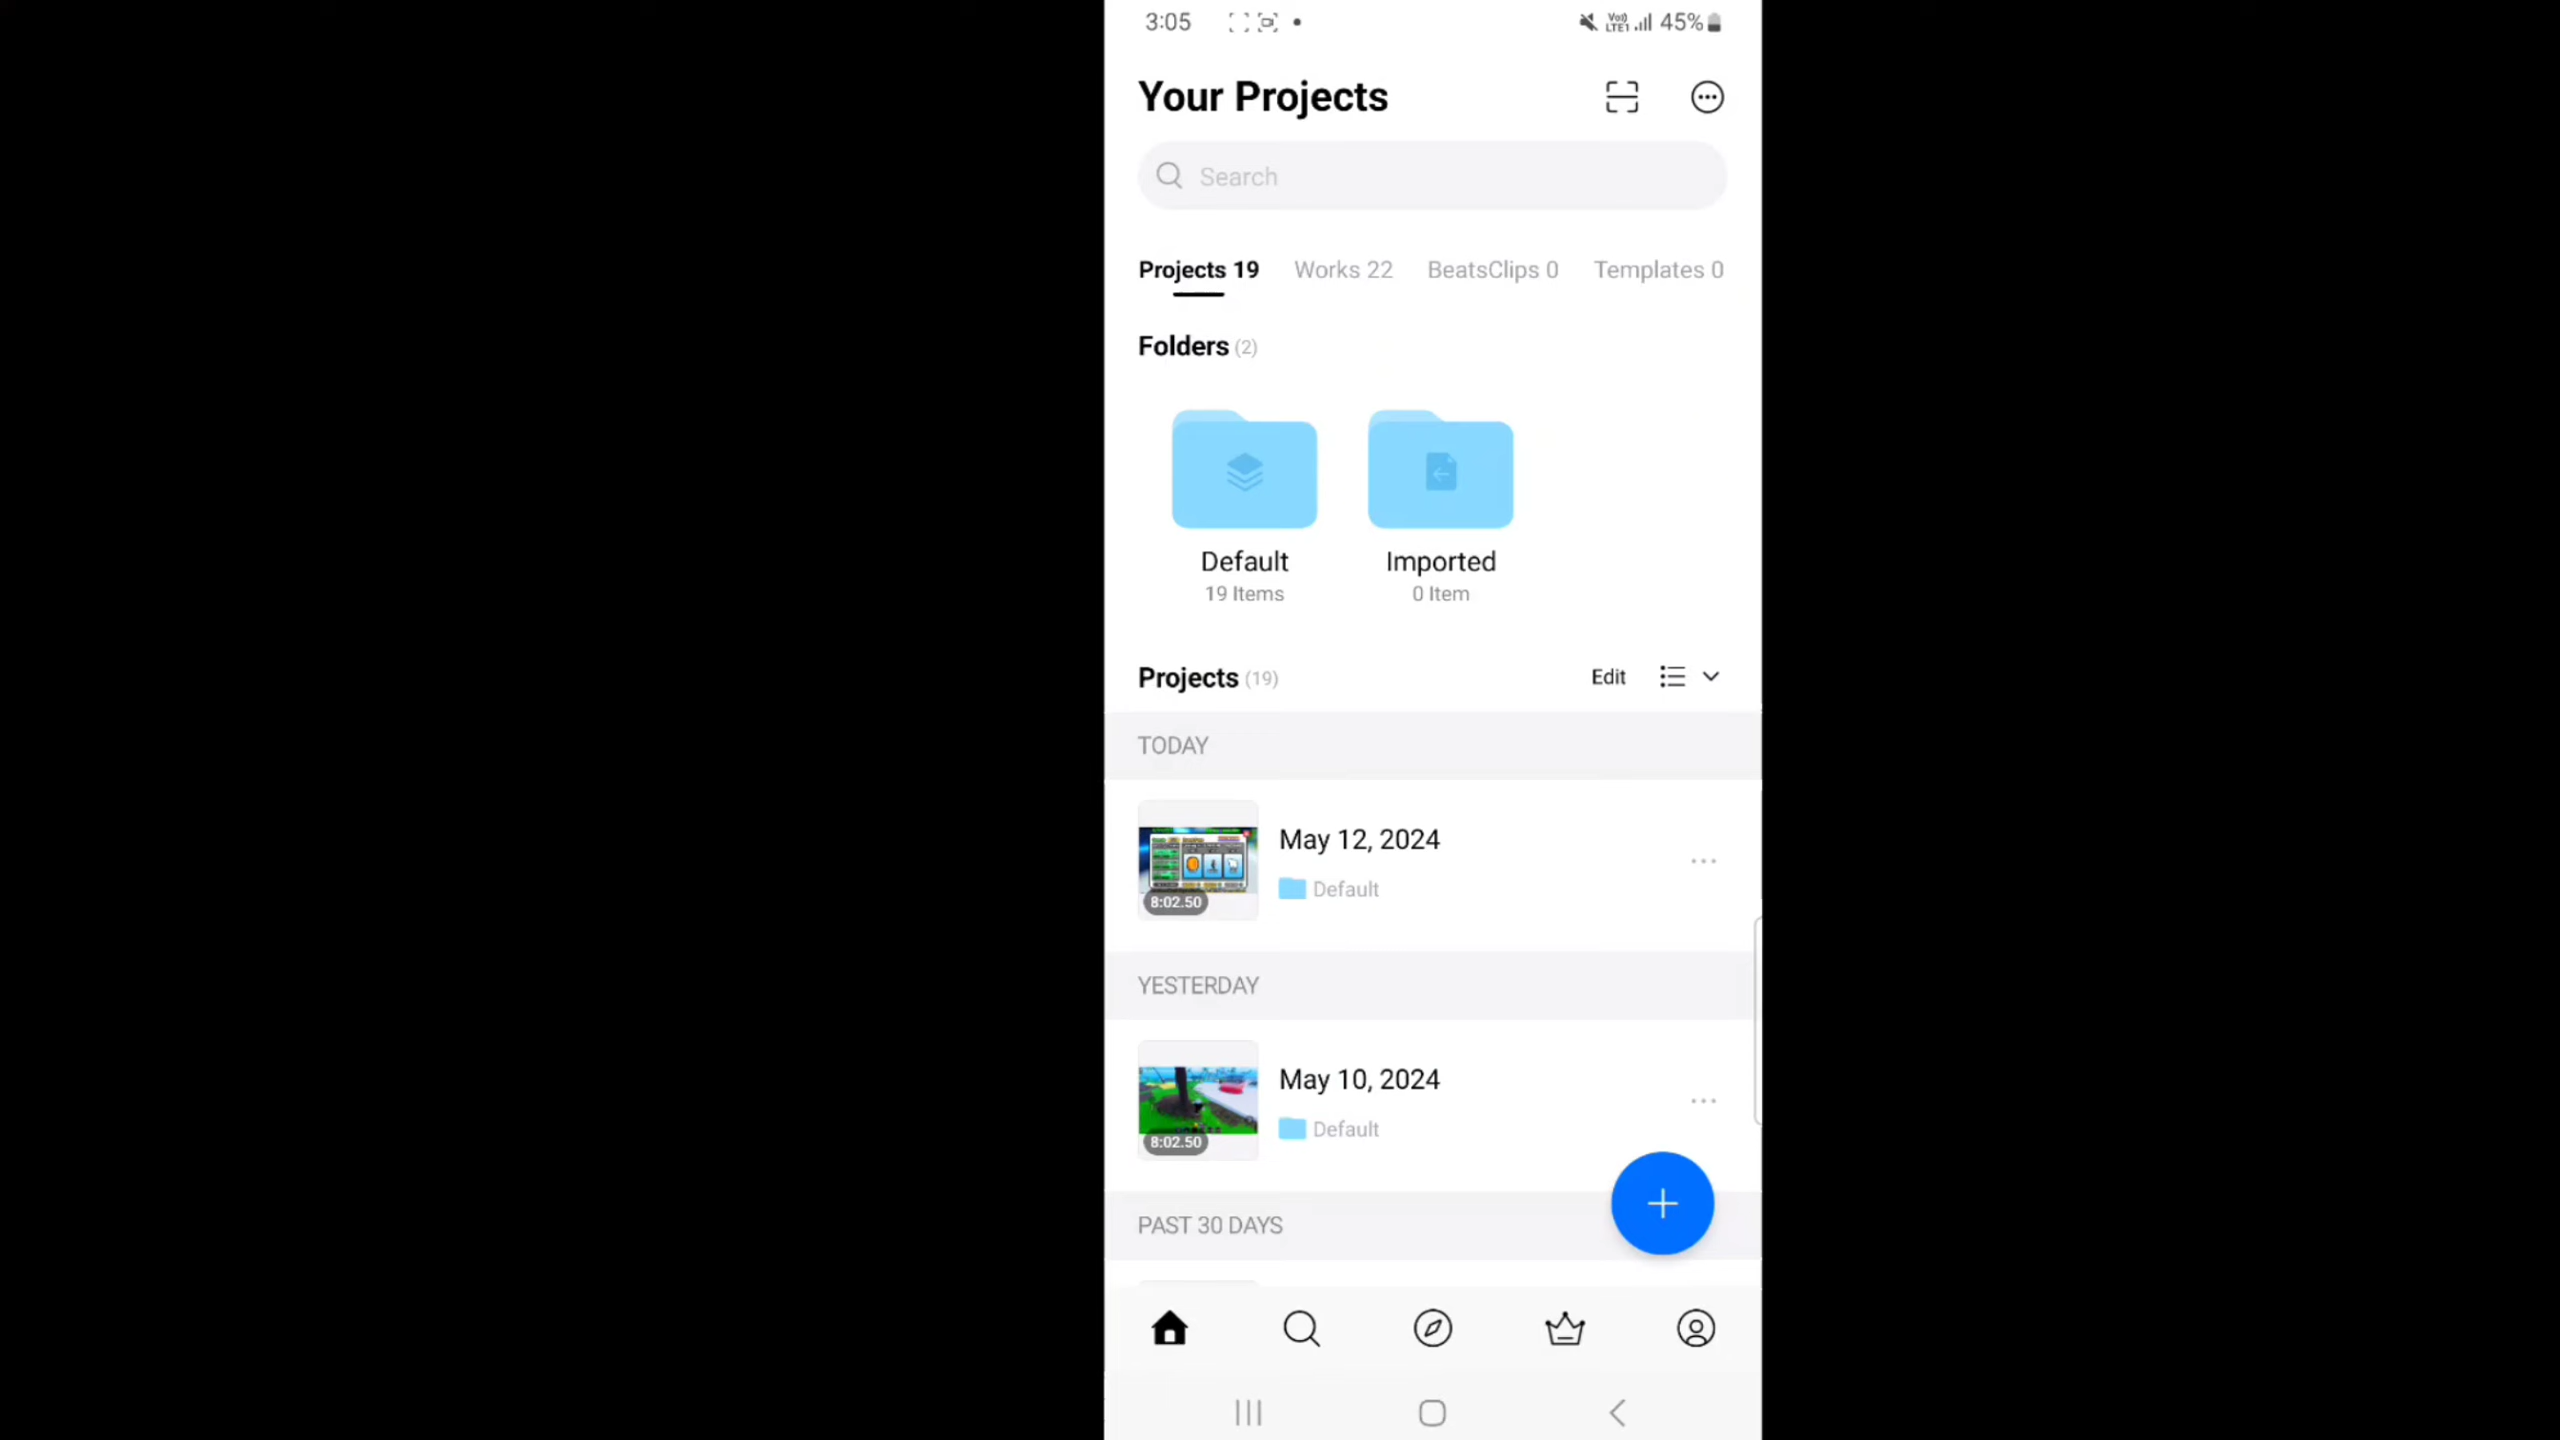 3:05
Vo))
LTE1
45%
Your Projects
Search
Projects 19
Works 22
BeatsClips 0
Templates 0
Folders (2)
Default
19 Items
Imported
0 Item
Projects (19)
Edit
TODAY
May 12, 2024
Default
8:02.50
YESTERDAY
May 10, 2024
Default
8:02.50
PAST 30 DAYS